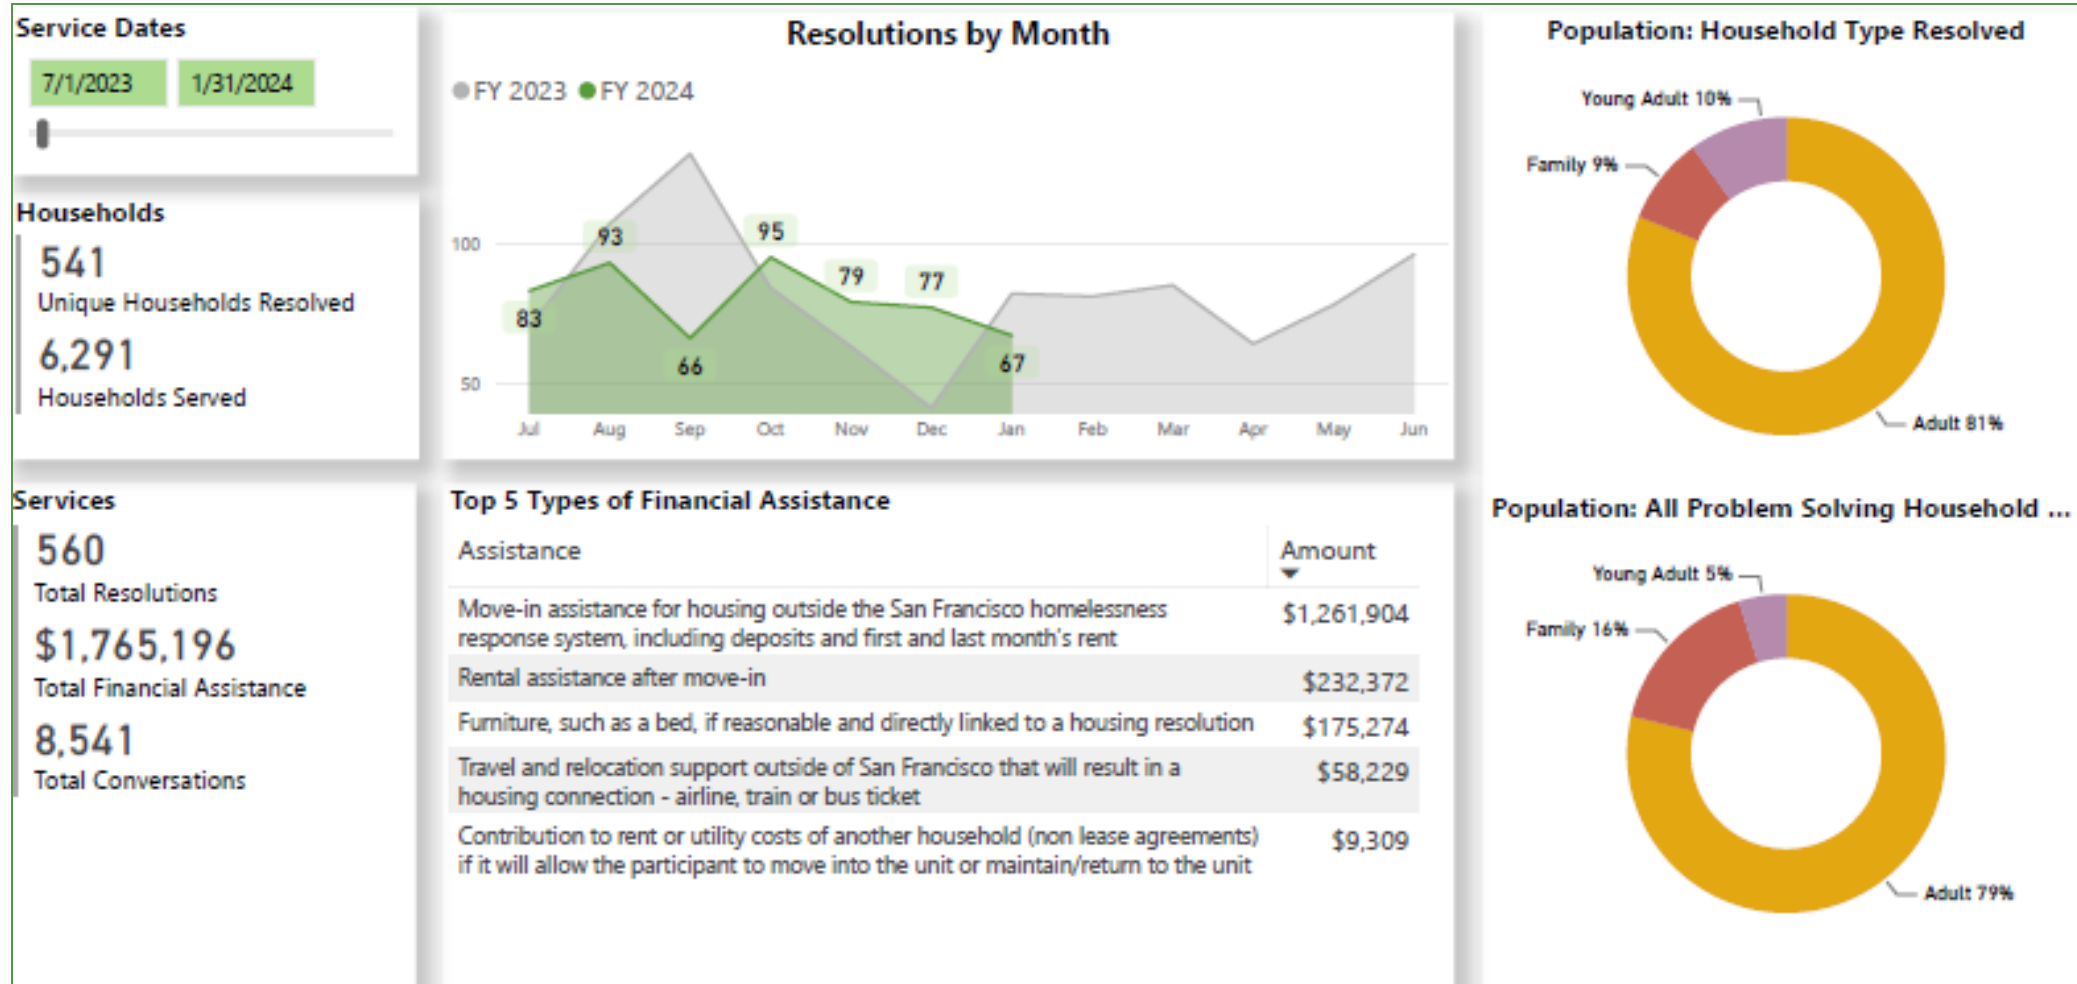 Service Dates
7/1/2023 1/31/2024
Households
541
Unique Households Resolved
6,291
Households Served
Services
560
Total Resolutions
$1,765,196
Total Financial Assistance
8,541
Total Conversations
Resolutions by Month
FY 2023 FY 2024
100
50
83
93
66
95
79
77
67
Jul Aug Sep Oct Nov Dec Jan Feb Mar Apr May Jun
Top 5 Types of Financial Assistance
Assistance Amount
Move-in assistance for housing outside the San Francisco homelessness $1,261,904
response system, including deposits and first and last month's rent
Rental assistance after move-in $232,372
Furniture, such as a bed, if reasonable and directly linked to a housing resolution $175,274
Travel and relocation support outside of San Francisco that will result in a $58,229
housing connection - airline, train or bus ticket
Contribution to rent or utility costs of another household (non lease agreements) $9,309
if it will allow the participant to move into the unit or maintain/return to the unit
Population: Household Type Resolved
Young Adult 10%
Family 9%
Adult 81%
Population: All Problem Solving Household ...
Young Adult 5%
Family 16%
Adult 79%